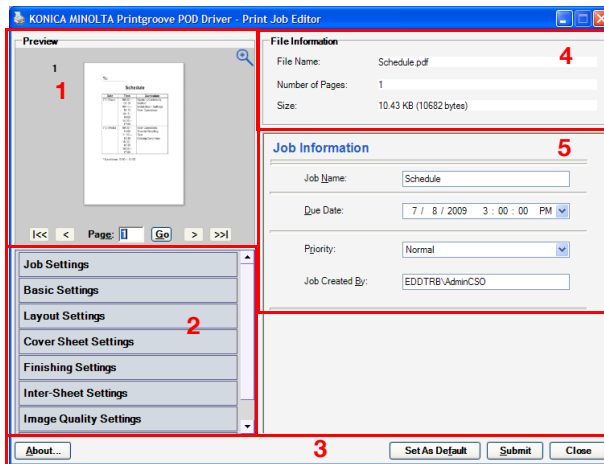 KONICA MINOLTA Printgroove POD Driver - Print Job Editor
Preview
1
1
Schedule
|<< < Page: 1 Go > >>|
Job Settings
Basic Settings
Layout Settings
2
Cover Sheet Settings
Finishing Settings
Inter-Sheet Settings
Image Quality Settings
File Information
4
File Name: Schedule.pdf
Number of Pages: 1
Size: 10.43 KB (10682 bytes)
Job Information
5
Job Name: Schedule
Due Date: 7 / 8 / 2009 3 : 00 : 00 PM
Priority: Normal
Job Created By: EDDTRB\AdminCSO
About...
3
Set As Default Submit Close